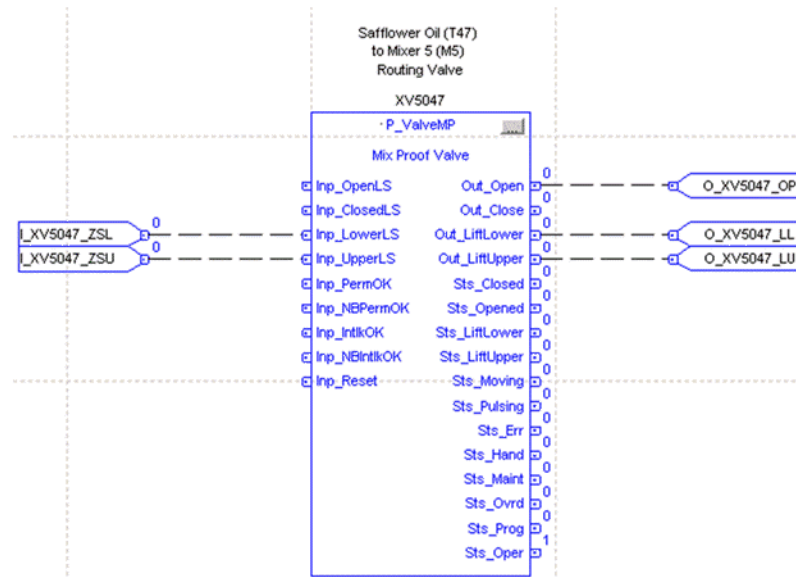 Safflower Oil (T47)
to Mixer 5 (M5)
Routing Valve
XV5047
P_ValveMP
...
Mix Proof Valve
Inp_OpenLS Out_Open 0 O_XV5047_OP
Inp_ClosedLS Out_Close 0
I_XV5047_ZSL 0 Inp_LowerLS Out_LiftLower 0 O_XV5047_LL
I_XV5047_ZSU 0 Inp_UpperLS Out_LiftUpper 0 O_XV5047_LU
Inp_PermOK Sts_Closed 0
Inp_NBPermOK Sts_Opened 0
Inp_IntlkOK Sts_LiftLower 0
Inp_NBIntlkOK Sts_LiftUpper 0
Inp_Reset Sts_Moving 0
Sts_Pulsing 0
Sts_Err 0
Sts_Hand 0
Sts_Maint 0
Sts_Ovrd 0
Sts_Prog 0
Sts_Oper 1